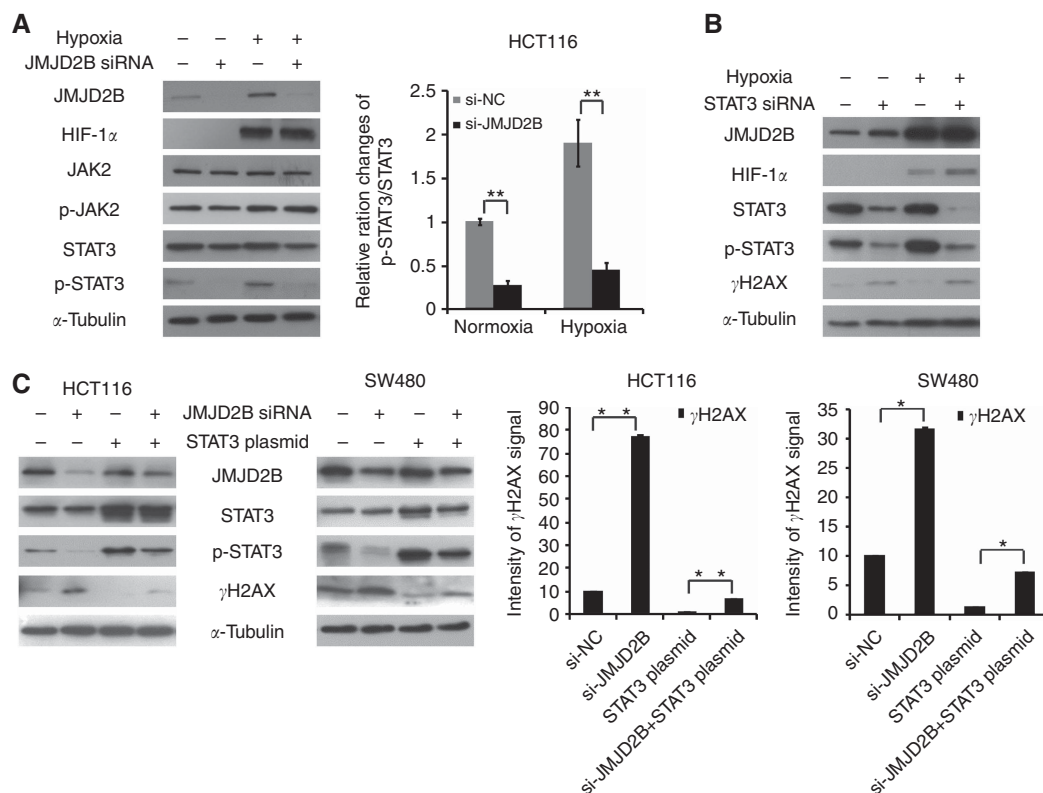 A
Hypoxia – – + +
JMJD2B siRNA – + – +
JMJD2B
HIF-1α
JAK2
p-JAK2
STAT3
p-STAT3
α-Tubulin
HCT116
Relative ration changes of
p-STAT3/STAT3
2.5
2
1.5
1
0.5
0
si-NC
si-JMJD2B
**
**
Normoxia Hypoxia
B
Hypoxia – – + +
STAT3 siRNA – + – +
JMJD2B
HIF-1α
STAT3
p-STAT3
γH2AX
α-Tubulin
C
HCT116 SW480
– + – + JMJD2B siRNA – + – +
– – + + STAT3 plasmid – – + +
JMJD2B
STAT3
p-STAT3
γH2AX
α-Tubulin
HCT116
Intensity of γH2AX signal
90
80
70
60
50
40
30
20
10
0
* *
* *
γH2AX
si-NC
si-JMJD2B
STAT3 plasmid
si-JMJD2B+STAT3 plasmid
SW480
Intensity of γH2AX signal
35
30
25
20
15
10
5
0
*
*
γH2AX
si-NC
si-JMJD2B
STAT3 plasmid
si-JMJD2B+STAT3 plasmid